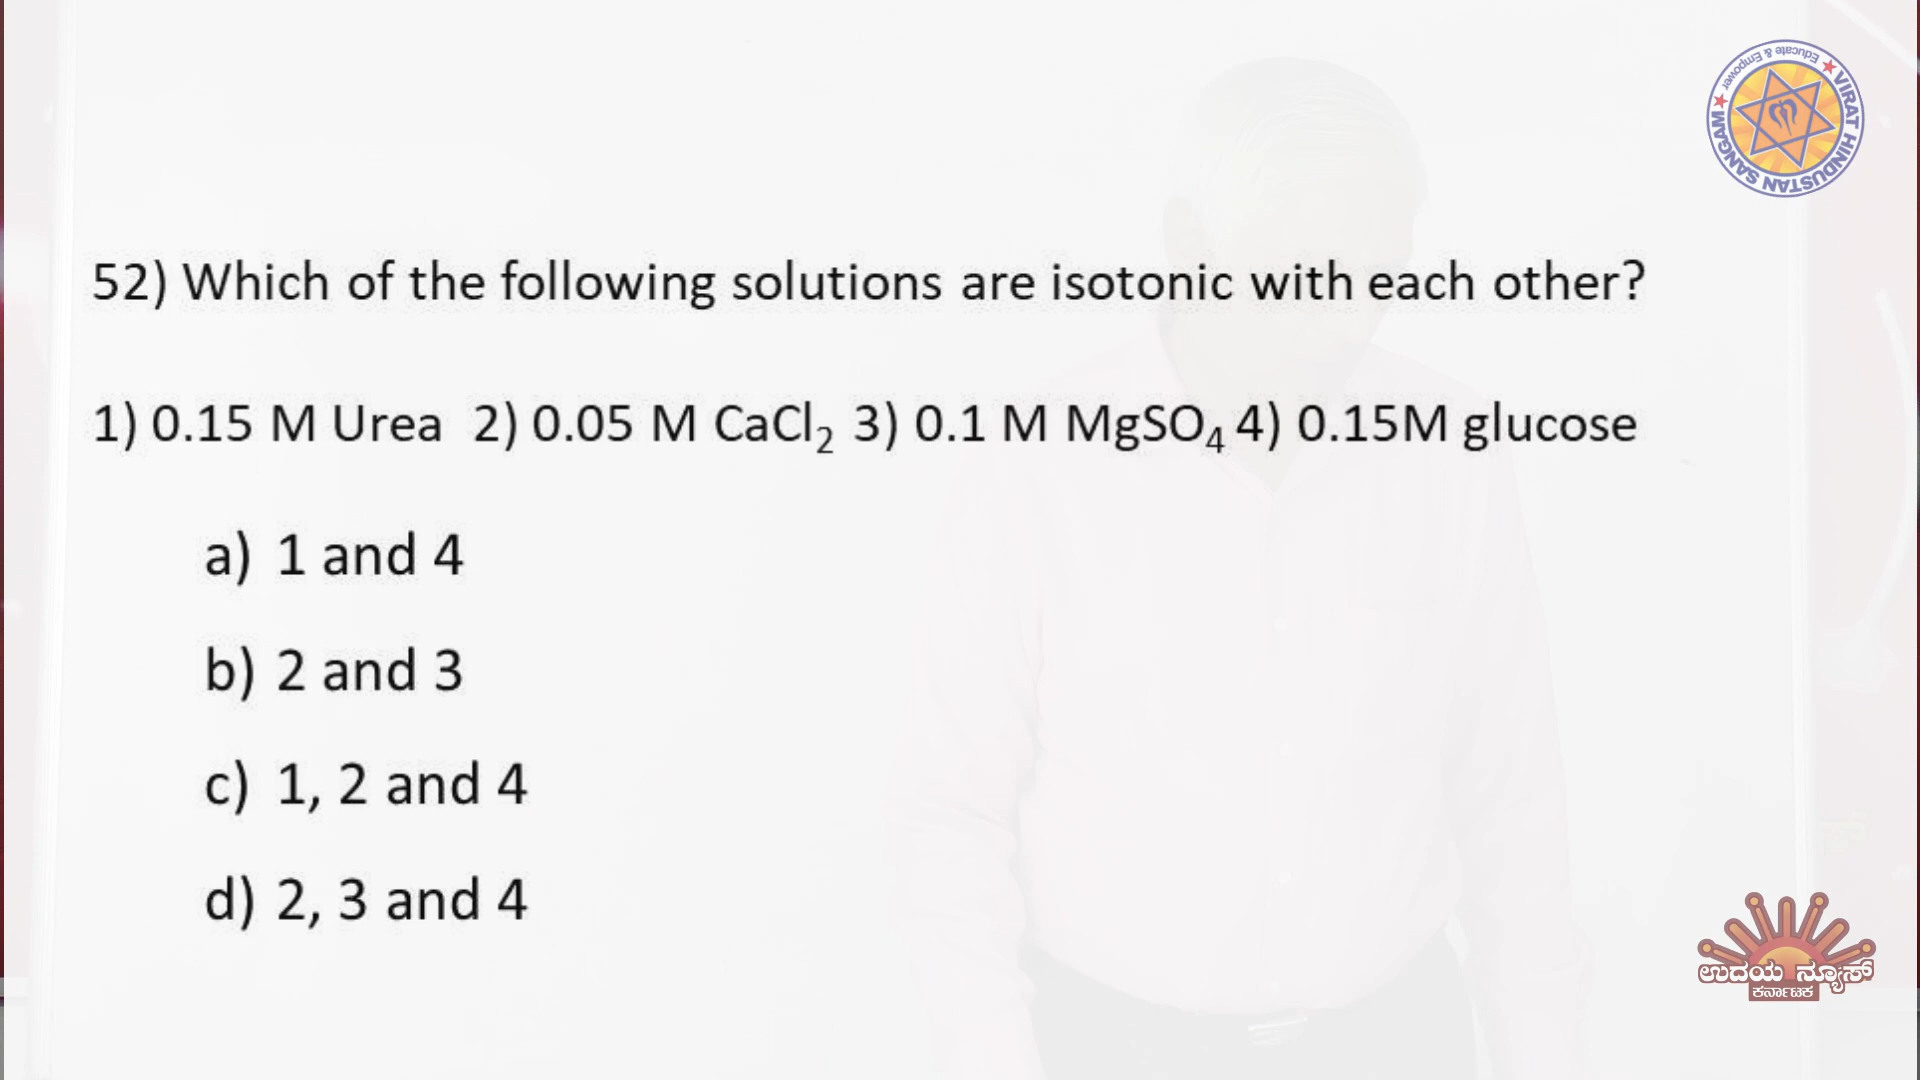 VIRAT HINDUSTAN SANGAM
Educate & Empower
52) Which of the following solutions are isotonic with each other?
1) 0.15 M Urea 2) 0.05 M CaCl₂ 3) 0.1 M MgSO₄ 4) 0.15M glucose
a) 1 and 4
b) 2 and 3
c) 1, 2 and 4
d) 2, 3 and 4
ಉದಯ ನ್ಯೂಸ್
ಕರ್ನಾಟಕ